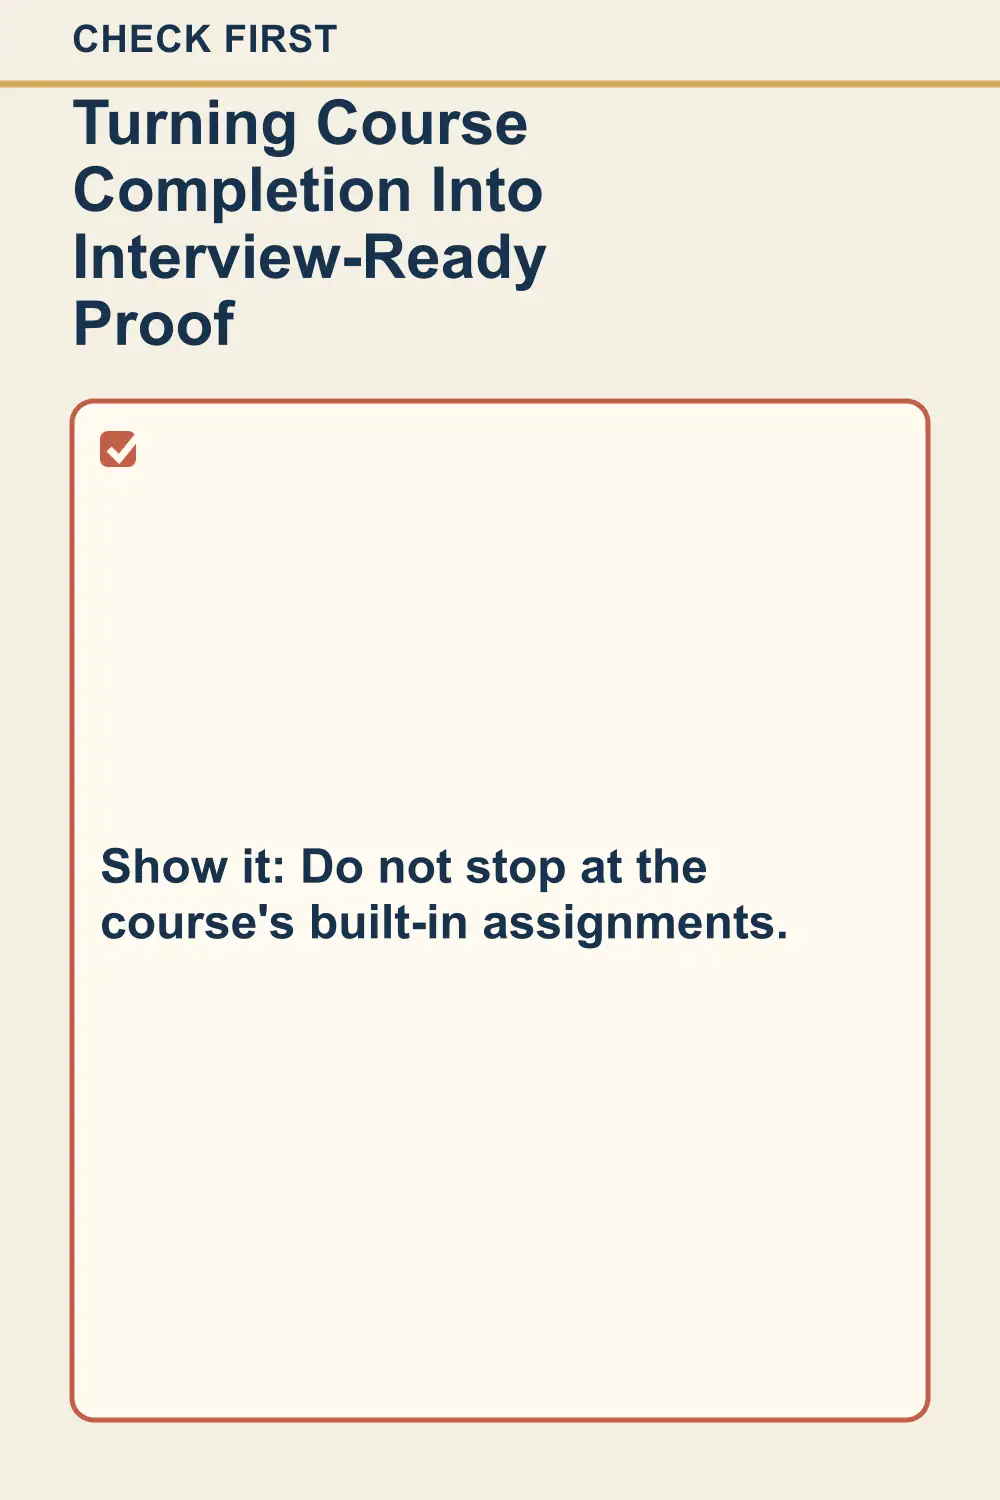 CHECK FIRST
Turning Course
Completion Into
Interview-Ready
Proof
Show it: Do not stop at the
course's built-in assignments.